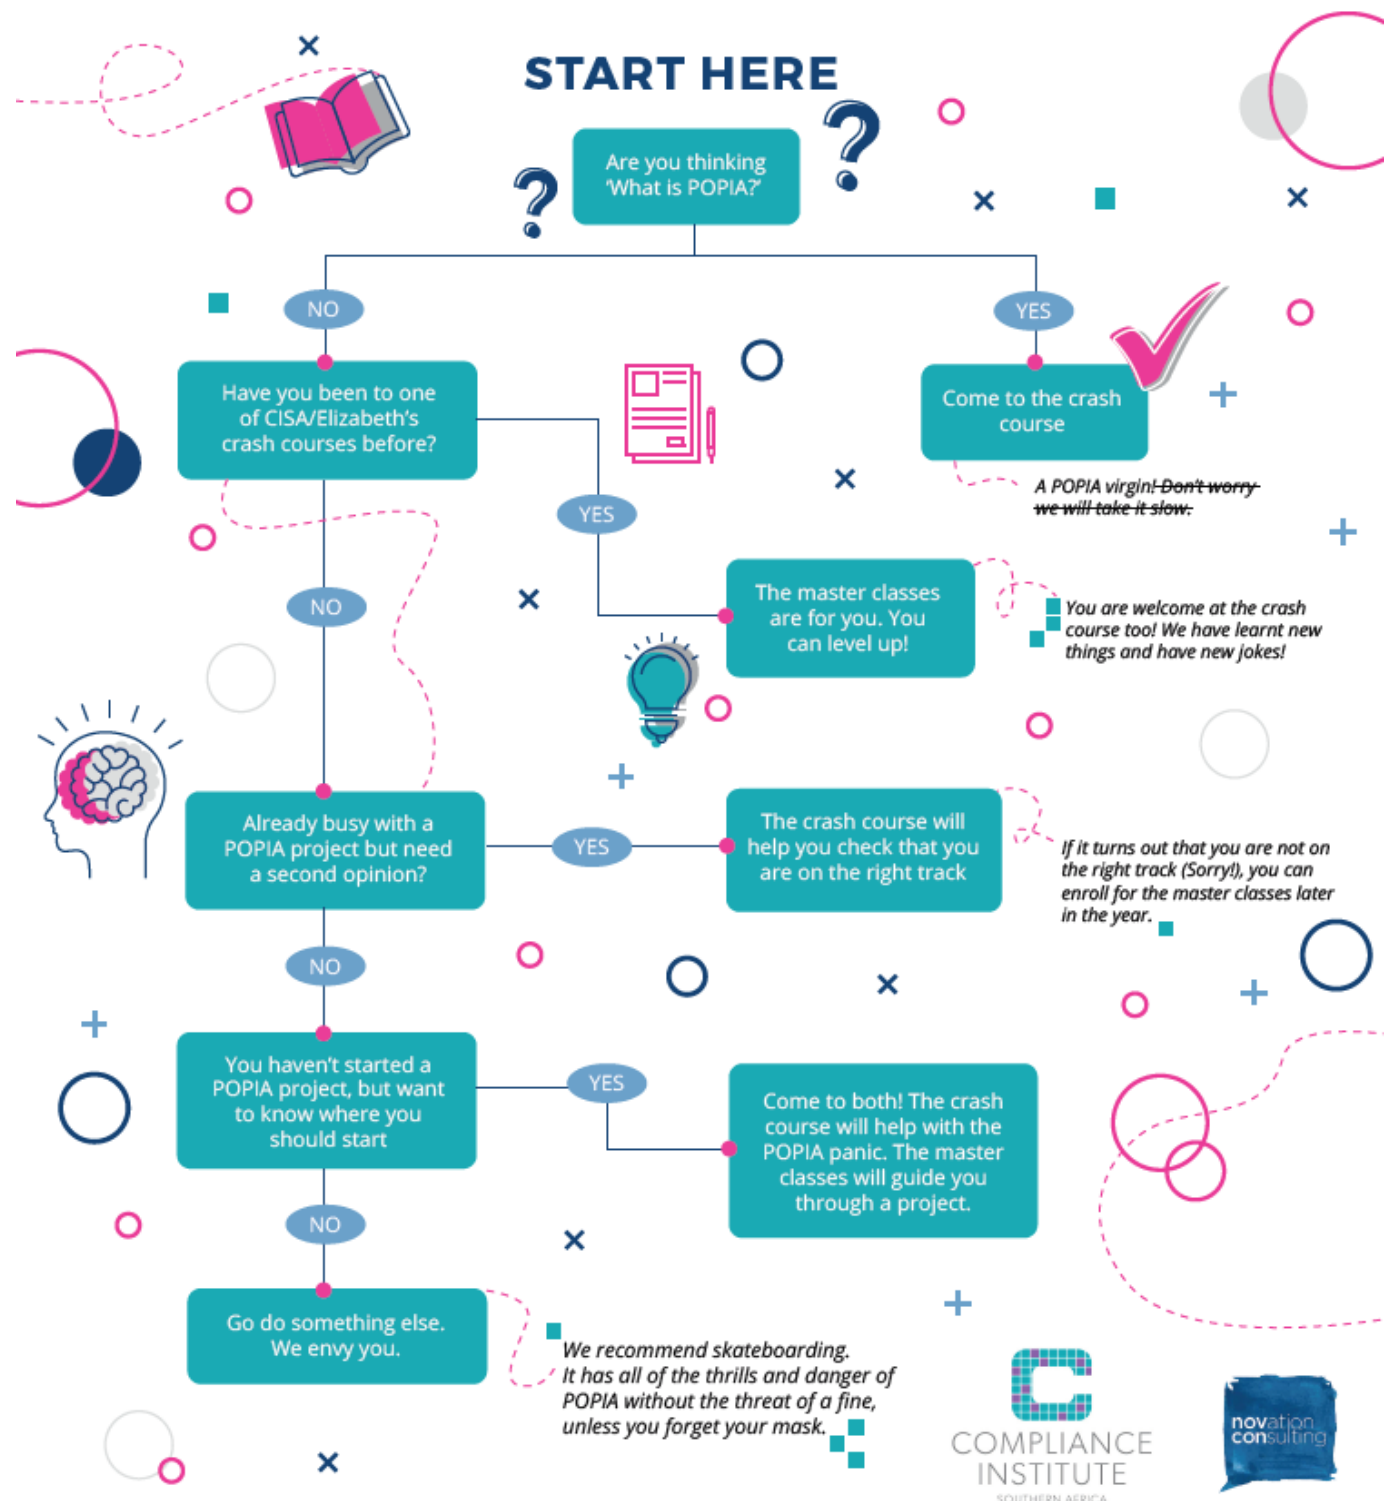 START HERE
Are you thinking
'What is POPIA?'
NO
YES
Have you been to one
of CISA/Elizabeth's
crash courses before?
Come to the crash
course
A POPIA virgin! Don't worry
we will take it slow.
YES
NO
The master classes
are for you. You
can level up!
You are welcome at the crash
course too! We have learnt new
things and have new jokes!
Already busy with a
POPIA project but need
a second opinion?
YES
The crash course will
help you check that you
are on the right track
If it turns out that you are not on
the right track (Sorry!), you can
enroll for the master classes later
in the year.
NO
You haven't started a
POPIA project, but want
to know where you
should start
YES
Come to both! The crash
course will help with the
POPIA panic. The master
classes will guide you
through a project.
NO
Go do something else.
We envy you.
We recommend skateboarding.
It has all of the thrills and danger of
POPIA without the threat of a fine,
unless you forget your mask.
COMPLIANCE
INSTITUTE
SOUTHERN AFRICA
novation
consulting